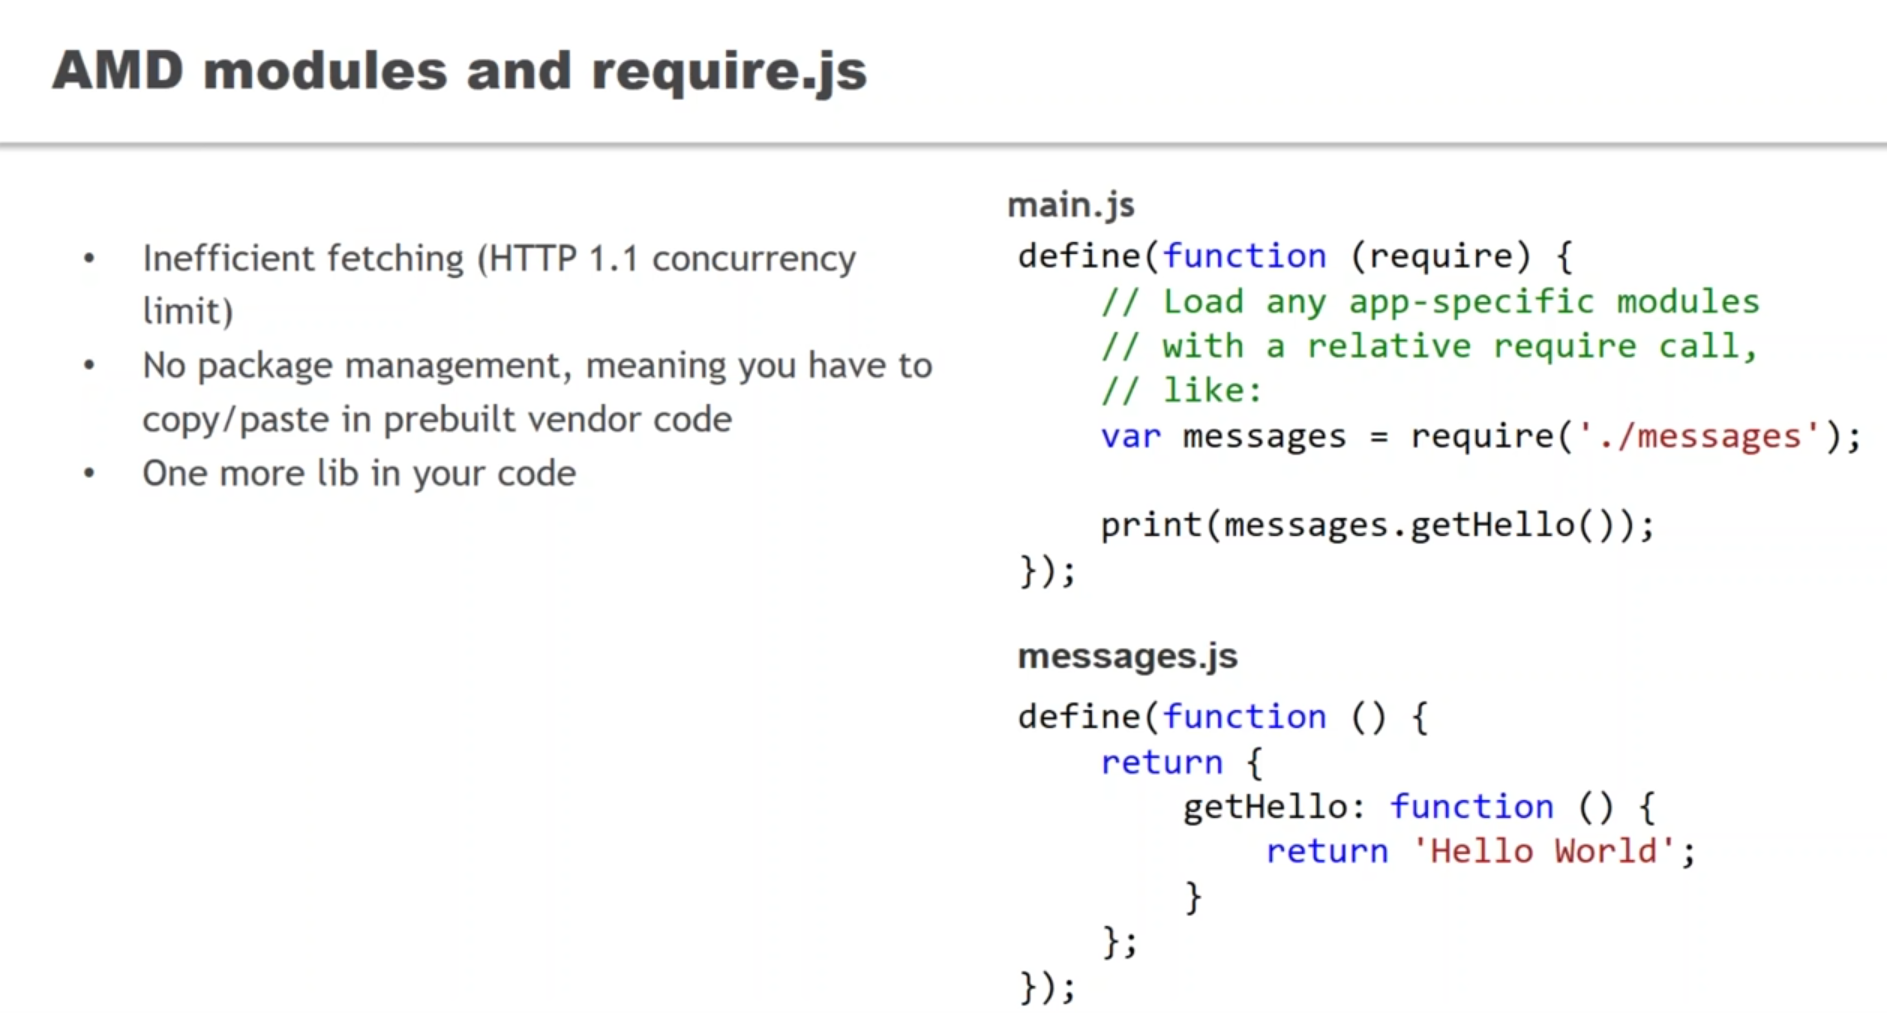 AMD modules and require.js
• Inefficient fetching (HTTP 1.1 concurrency
limit)
• No package management, meaning you have to
copy/paste in prebuilt vendor code
• One more lib in your code
main.js
define(function (require) {
    // Load any app-specific modules
    // with a relative require call,
    // like:
    var messages = require('./messages');
    print(messages.getHello());
});
messages.js
define(function () {
    return {
        getHello: function () {
            return 'Hello World';
        }
    };
});